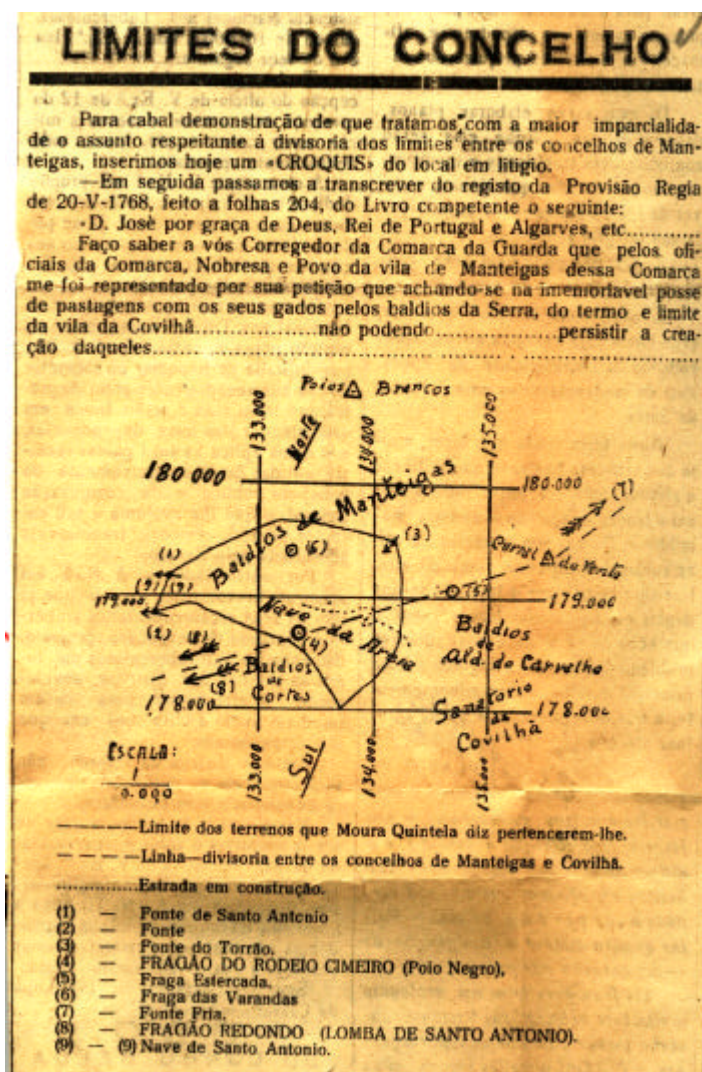 LIMITES DO CONCELHO
Para cabal demonstração de que tratamos com a maior imparcialida-
de o assunto respeitante á divisoria dos limites entre os concelhos de Man-
teigas, inserimos hoje um «CROQUIS» do local em litigio.
—Em seguida passamos a transcrever do registo da Provisão Regia
de 20-V-1768, feito a folhas 204, do Livro competente o seguinte:
«D. José por graça de Deus, Rei de Portugal e Algarves, etc..........
Faço saber a vós Corregedor da Comarca da Guarda que pelos ofi-
ciais da Comarca, Nobresa e Povo da vila de Manteigas dessa Comarca
me foi representado por sua petição que achando-se na imemorlavel posse
de pastagens com os seus gados pelos baldios da Serra, do termo e limite
da vila da Covilhã..................não podendo..................persistir a crea-
ção daqueles..................................................................
Poios Brancos
133.000
Norte
134.000
135.000
180 000
180.000
Baldios de Manteigas
(7)
(1)
(6)
(3)
Curral do Vento
(9) (9)
(5)
179.000
179.000
Nave da Areia
(2)
(8)
(4)
Baldios de Ald. do Carvalho
Baldios de Cortes
(8)
178.000
Sanatorio da Covilhã
178.000
ESCALA:
1
0.000
133.000
Sul
134.000
135.000
————Limite dos terrenos que Moura Quintela diz pertencerem-lhe.
— — — —Linha—divisoria entre os concelhos de Manteigas e Covilhã.
..................Estrada em construção.
(1) — Fonte de Santo Antonio
(2) — Fonte
(3) — Fonte do Torrão.
(4) — FRAGÃO DO RODEIO CIMEIRO (Poio Negro).
(5) — Fraga Estercada.
(6) — Fraga das Varandas
(7) — Fonte Fria.
(8) — FRAGÃO REDONDO (LOMBA DE SANTO ANTONIO).
(9) — (9) Nave de Santo Antonio.